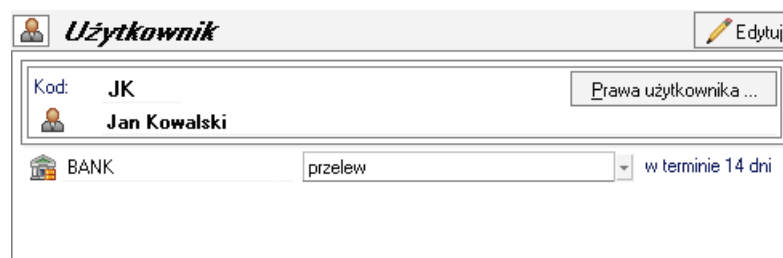 Użytkownik
Edytuj
Kod: JK
Prawa użytkownika ...
Jan Kowalski
BANK przelew w terminie 14 dni